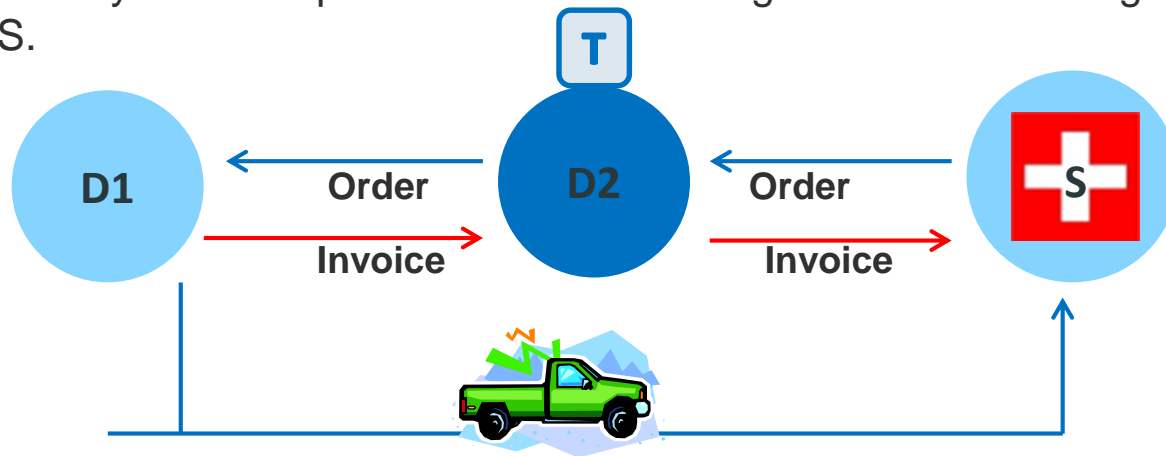 S.
T
D1
D2
S
Order
Order
Invoice
Invoice